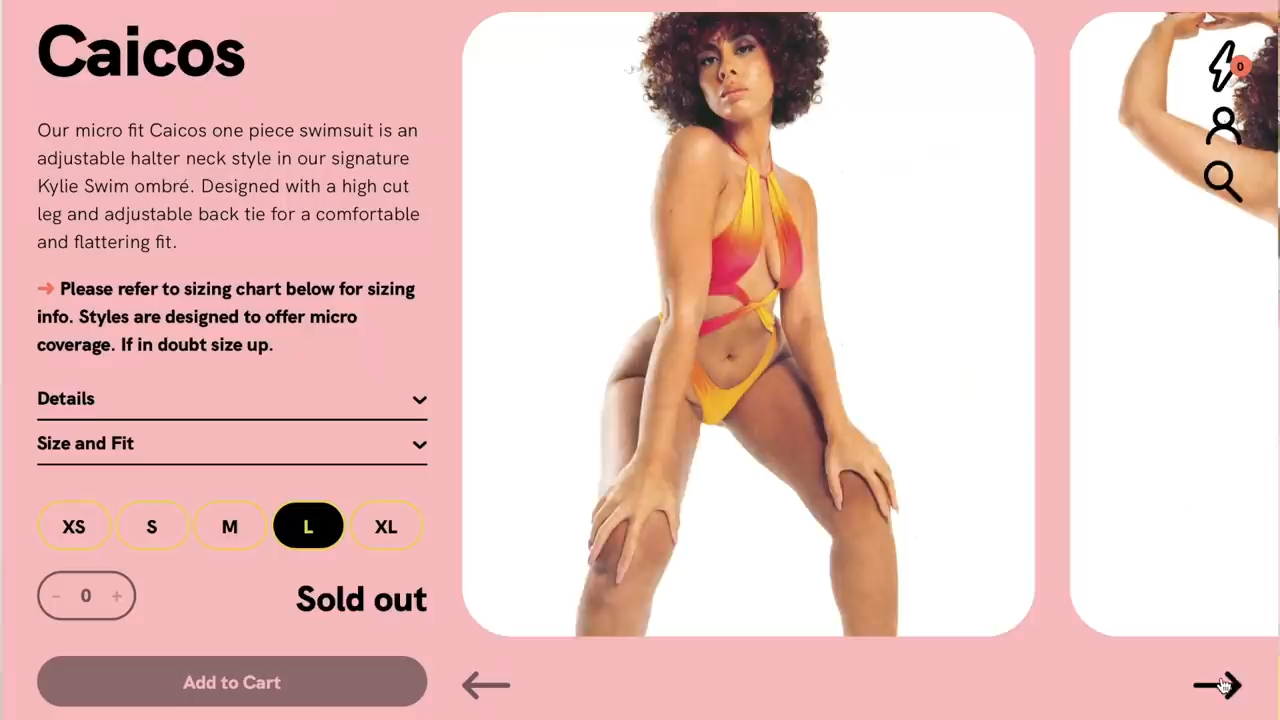 Caicos
Our micro fit Caicos one piece swimsuit is an
adjustable halter neck style in our signature
Kylie Swim ombré. Designed with a high cut
leg and adjustable back tie for a comfortable
and flattering fit.
→ Please refer to sizing chart below for sizing
info. Styles are designed to offer micro
coverage. If in doubt size up.
Details
Size and Fit
XS S M L XL
- 0 + Sold out
Add to Cart
0